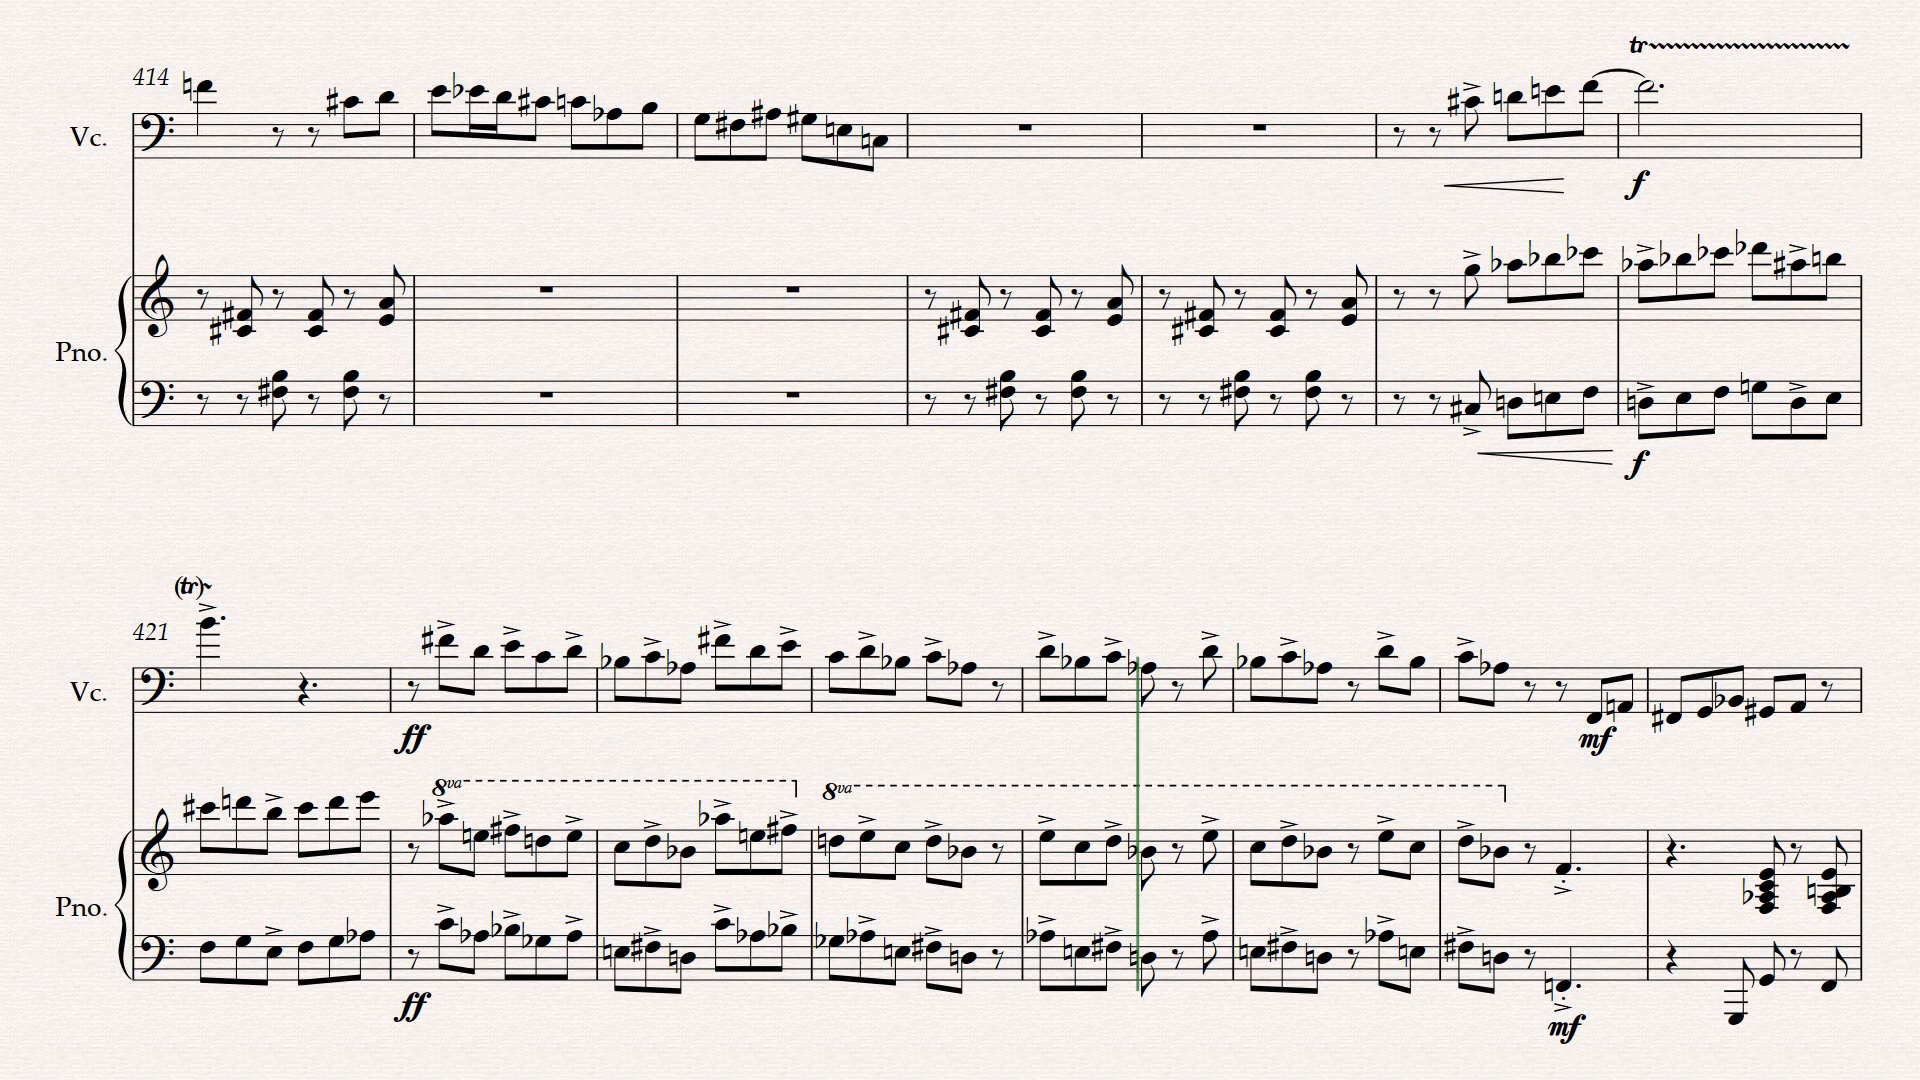 tr
414
Vc.
f
Pno.
f
(tr)
421
Vc.
ff
mf
8va
8va
Pno.
ff
mf